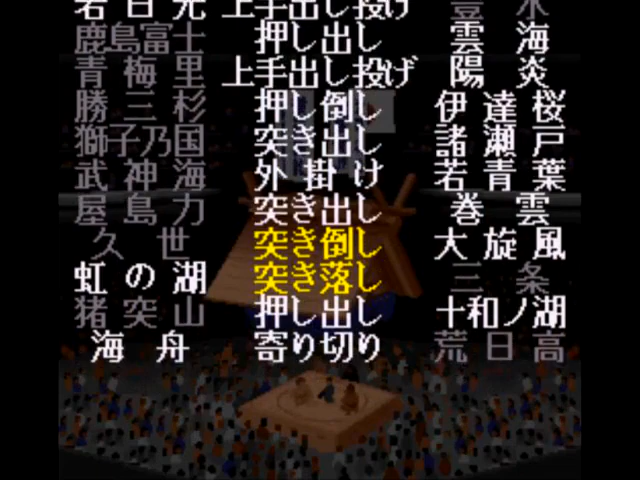 若日光 上手出し投げ 豊 水
鹿島富士 押し出し 雲 海
青梅里 上手出し投げ 陽 炎
勝三杉 押し倒し 伊達桜
獅子乃国 突き出し 諸瀬戸
武神海 外掛け 若青葉
屋島力 突き出し 巻 雲
久 世 突き倒し 大旋風
虹の湖 突き落し 三 条
猪突山 押し出し 十和ノ湖
海 舟 寄り切り 荒日高